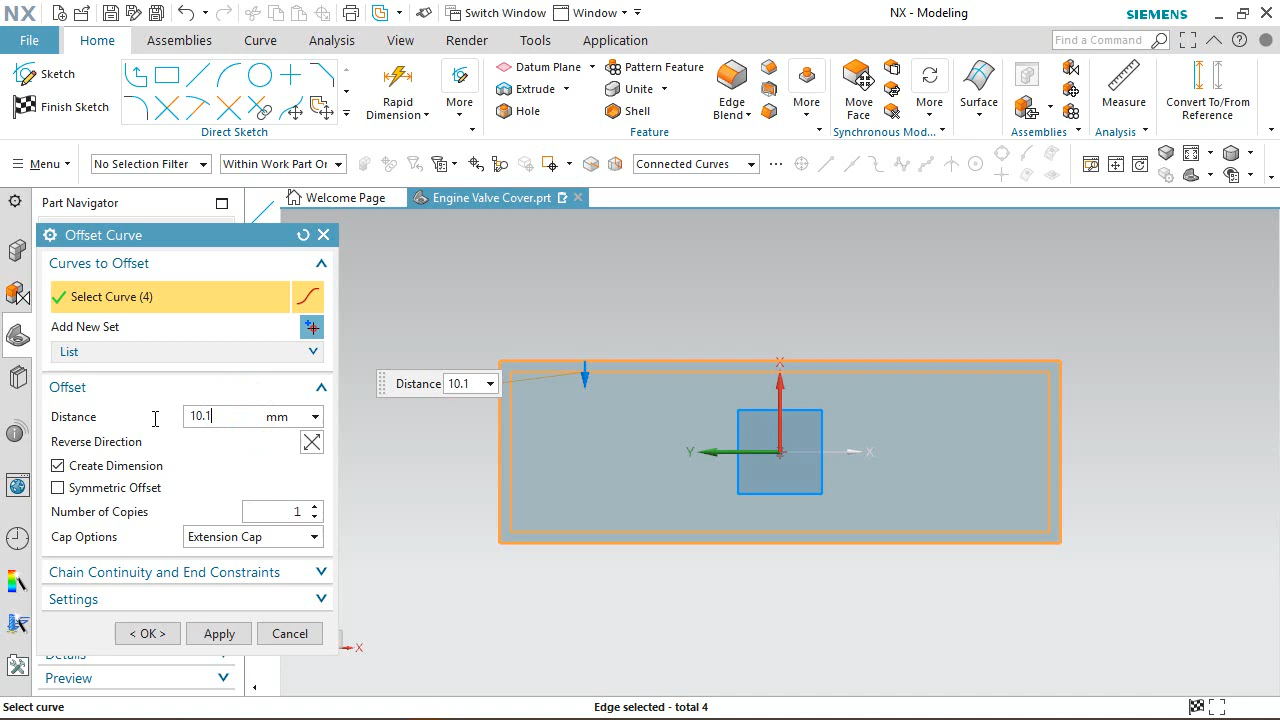 NX
Switch Window
Window
NX - Modeling
SIEMENS
File
Home
Assemblies
Curve
Analysis
View
Render
Tools
Application
Find a Command
Sketch
Finish Sketch
Direct Sketch
Rapid Dimension
More
Datum Plane
Extrude
Hole
Pattern Feature
Unite
Shell
Edge Blend
More
Feature
Move Face
More
Synchronous Mod...
Surface
Assemblies
Measure
Analysis
Convert To/From Reference
Menu
No Selection Filter
Within Work Part Or
Connected Curves
Part Navigator
Welcome Page
Engine Valve Cover.prt
Offset Curve
Curves to Offset
Select Curve (4)
Add New Set
List
Offset
Distance
10.1
mm
Reverse Direction
Create Dimension
Symmetric Offset
Number of Copies
1
Cap Options
Extension Cap
Chain Continuity and End Constraints
Settings
< OK >
Apply
Cancel
Details
Preview
Distance 10.1
X
Y
X
X
Select curve
Edge selected - total 4